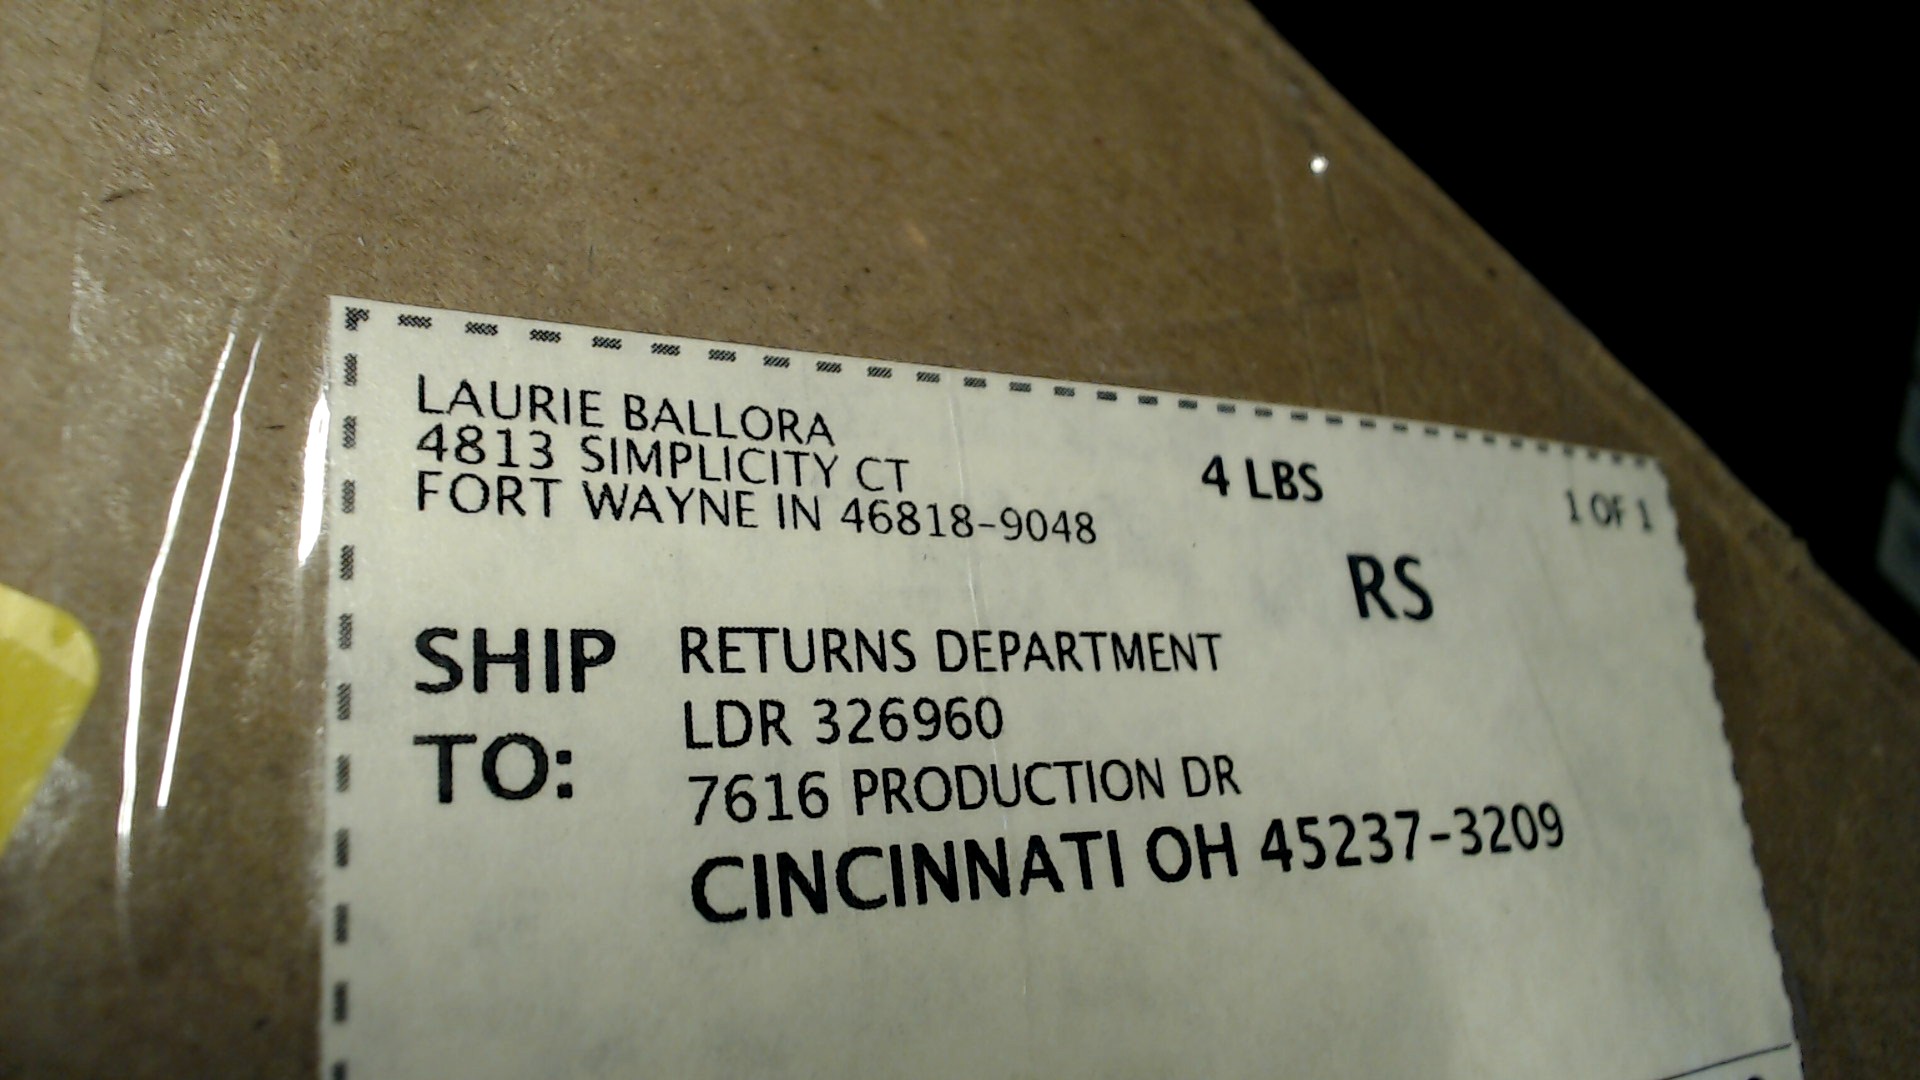 LAURIE BALLORA
4813 SIMPLICITY CT
FORT WAYNE IN 46818-9048
4 LBS
1 OF 1
RS
SHIP TO:
RETURNS DEPARTMENT
LDR 326960
7616 PRODUCTION DR
CINCINNATI OH 45237-3209